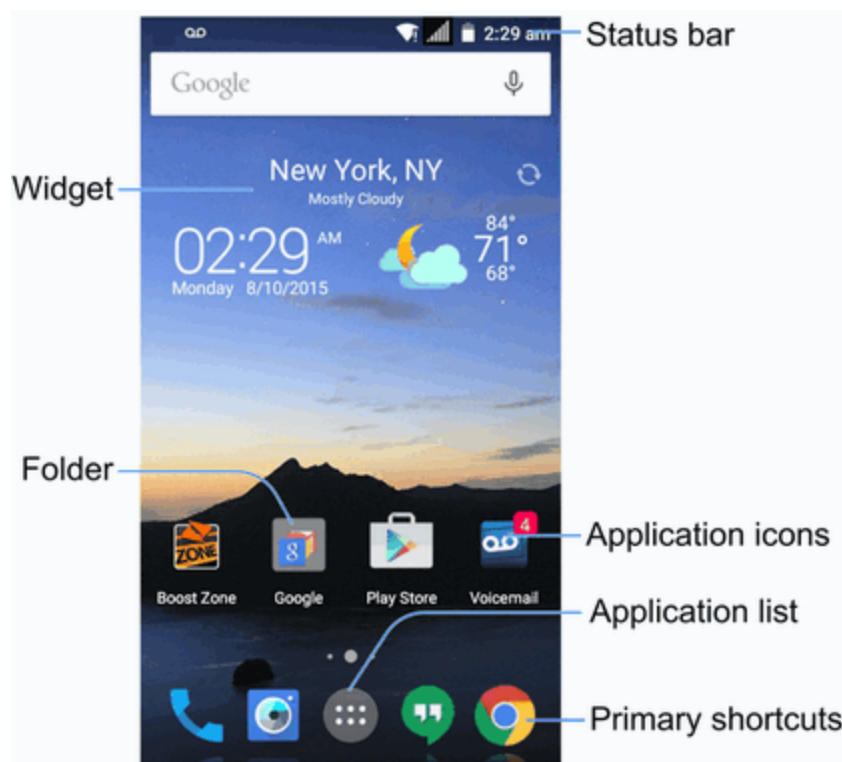 2:29 am
Status bar
Google
New York, NY
Widget
Mostly Cloudy
84°
02:29 AM
71°
68°
Monday 8/10/2015
Folder
ZONE
8
4
Application icons
Boost Zone
Google
Play Store
Voicemail
Application list
Primary shortcuts